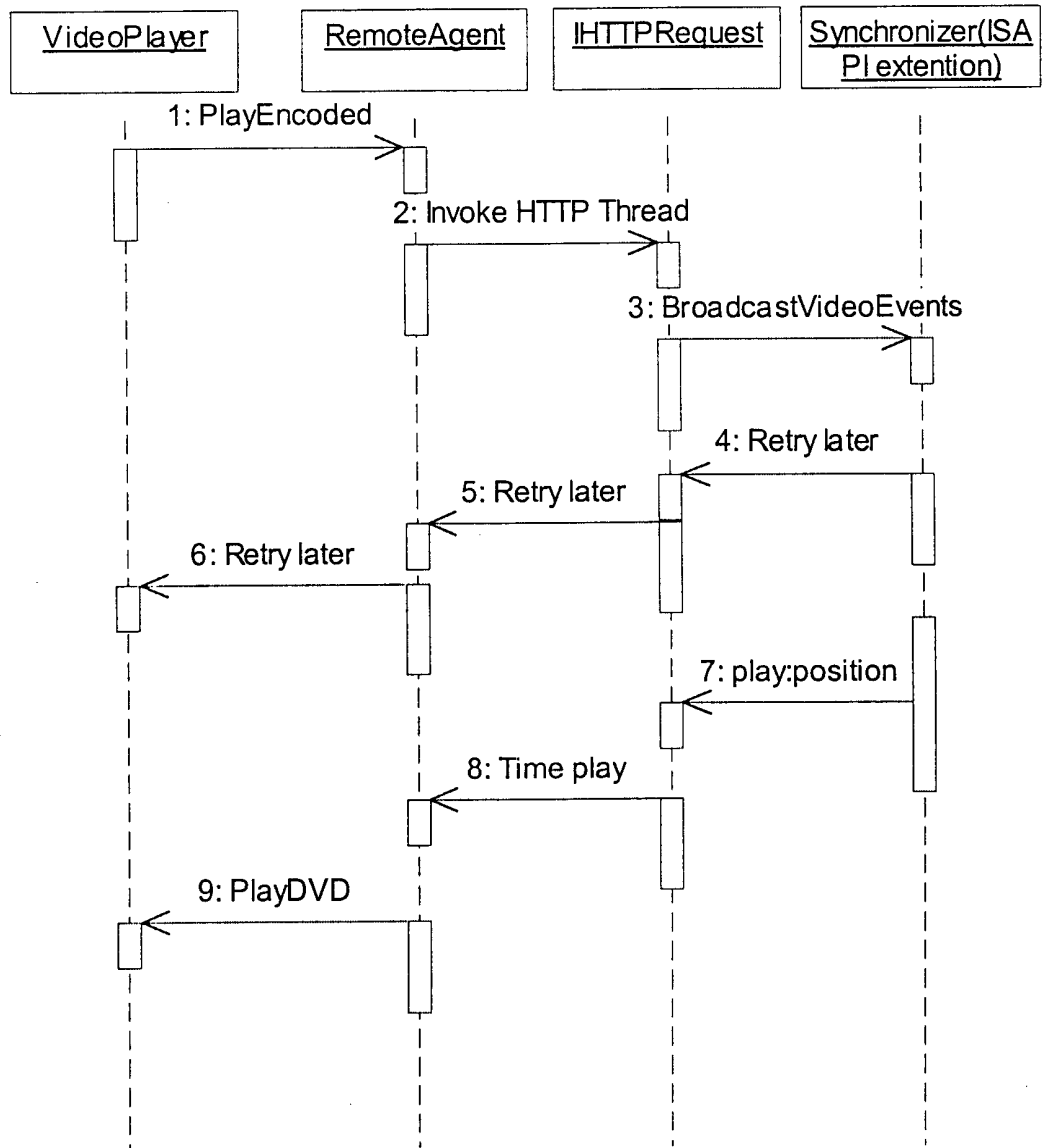 VideoPlayer
RemoteAgent
IHTTPRequest
Synchronizer(ISA
PI extention)
1: PlayEncoded
2: Invoke HTTP Thread
3: BroadcastVideoEvents
4: Retry later
5: Retry later
6: Retry later
7: play:position
8: Time play
9: PlayDVD